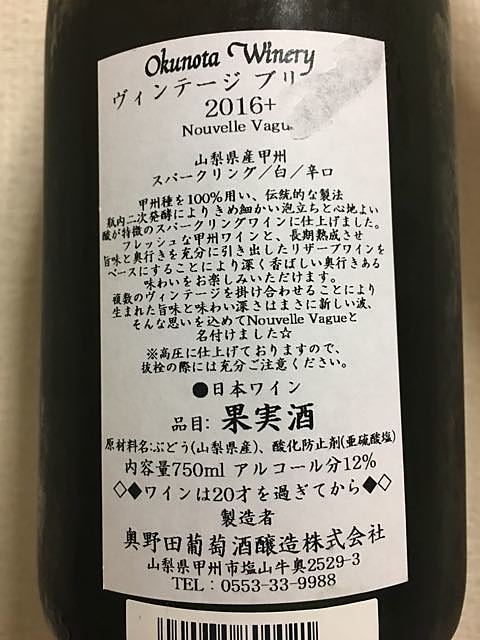 Okunota Winery
ヴィンテージ ブリ
2016+
Nouvelle Vague
山梨県産甲州
スパークリング/白/辛口
甲州種を100%用い、伝統的な製法
瓶内二次発酵によりきめ細かい泡立ちと心地よい
酸が特徴のスパークリングワインに仕上げました。
フレッシュな甲州ワインと、長期熟成させ
旨味と奥行きを充分に引き出したリザーブワインを
ベースにすることにより深く香ばしい奥行きある
味わいをお楽しみいただけます。
複数のヴィンテージを掛け合わせることにより
生まれた旨味と味わい深さはまさに新しい波、
そんな思いを込めてNouvelle Vagueと
名付けました☆
※高圧に仕上げておりますので、
抜栓の際には充分ご注意ください。
●日本ワイン
品目: 果実酒
原材料名:ぶどう(山梨県産)、酸化防止剤(亜硫酸塩)
内容量750ml アルコール分12%
◇◆ワインは20才を過ぎてから◆◇
製造者
奥野田葡萄酒醸造株式会社
山梨県甲州市塩山牛奥2529-3
TEL:0553-33-9988